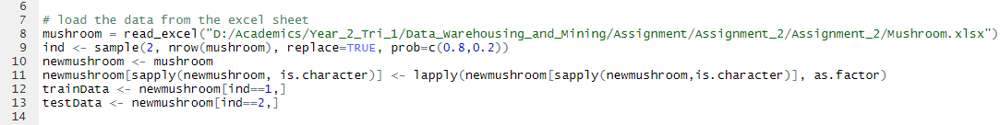 6
7 # load the data from the excel sheet
8 mushroom = read_excel("D:/Academics/Year_2_Tri_1/Data_Warehousing_and_Mining/Assignment/Assignment_2/Assignment_2/Mushroom.xlsx")
9 ind <- sample(2, nrow(mushroom), replace=TRUE, prob=c(0.8,0.2))
10 newmushroom <- mushroom
11 newmushroom[sapply(newmushroom, is.character)] <- lapply(newmushroom[sapply(newmushroom,is.character)], as.factor)
12 trainData <- newmushroom[ind==1,]
13 testData <- newmushroom[ind==2,]
14